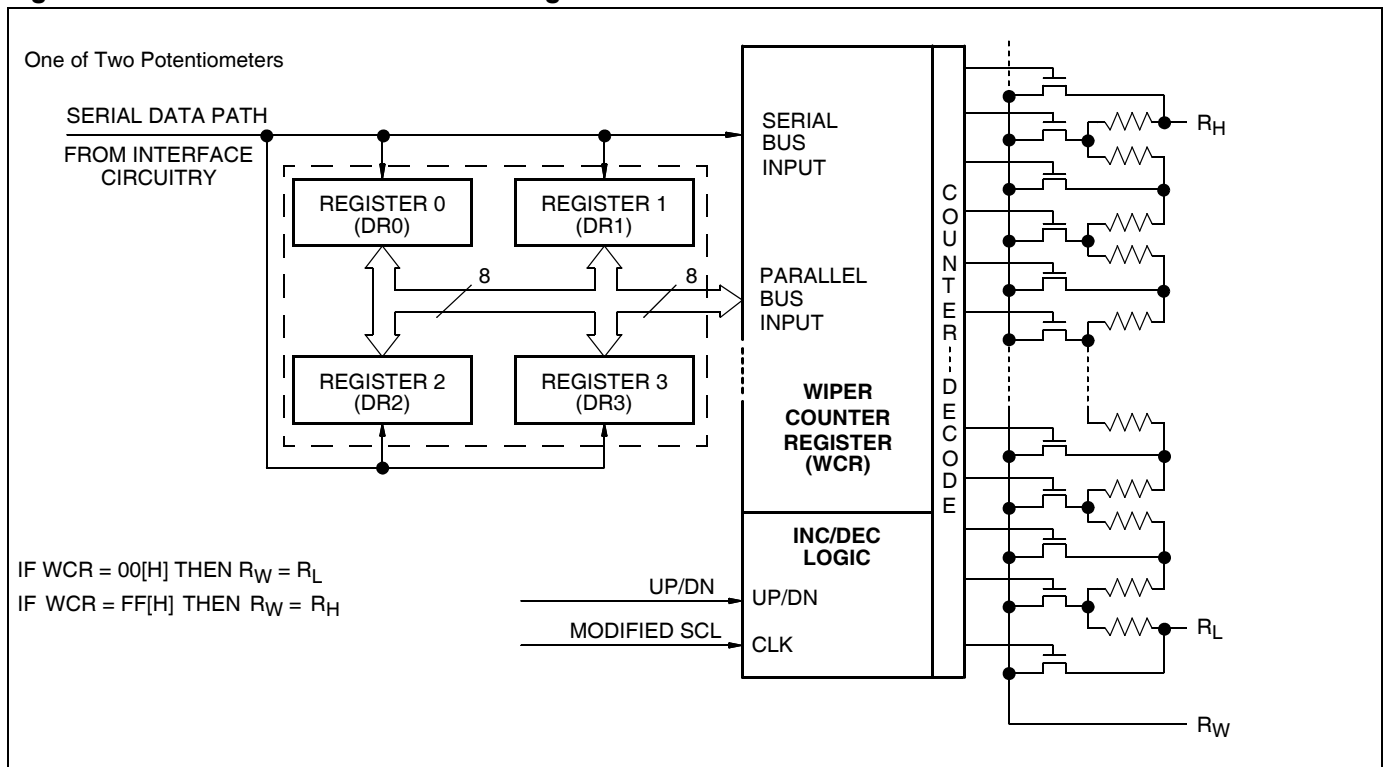 One of Two Potentiometers
SERIAL DATA PATH
FROM INTERFACE
CIRCUITRY
REGISTER 0
(DR0)
REGISTER 1
(DR1)
8
8
REGISTER 2
(DR2)
REGISTER 3
(DR3)
SERIAL
BUS
INPUT
PARALLEL
BUS
INPUT
WIPER
COUNTER
REGISTER
(WCR)
INC/DEC
LOGIC
UP/DN
UP/DN
MODIFIED SCL
CLK
COUNTER
DECODE
RH
RL
RW
IF WCR = 00[H] THEN RW = RL
IF WCR = FF[H] THEN RW = RH